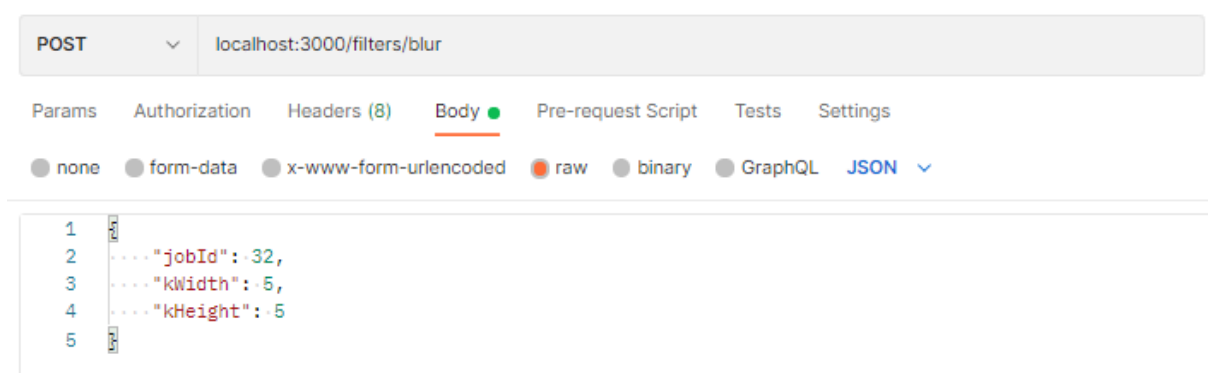 POST localhost:3000/filters/blur
Params Authorization Headers (8) Body Pre-request Script Tests Settings
none form-data x-www-form-urlencoded raw binary GraphQL JSON
1 {
2 "jobId": 32,
3 "kWidth": 5,
4 "kHeight": 5
5 }